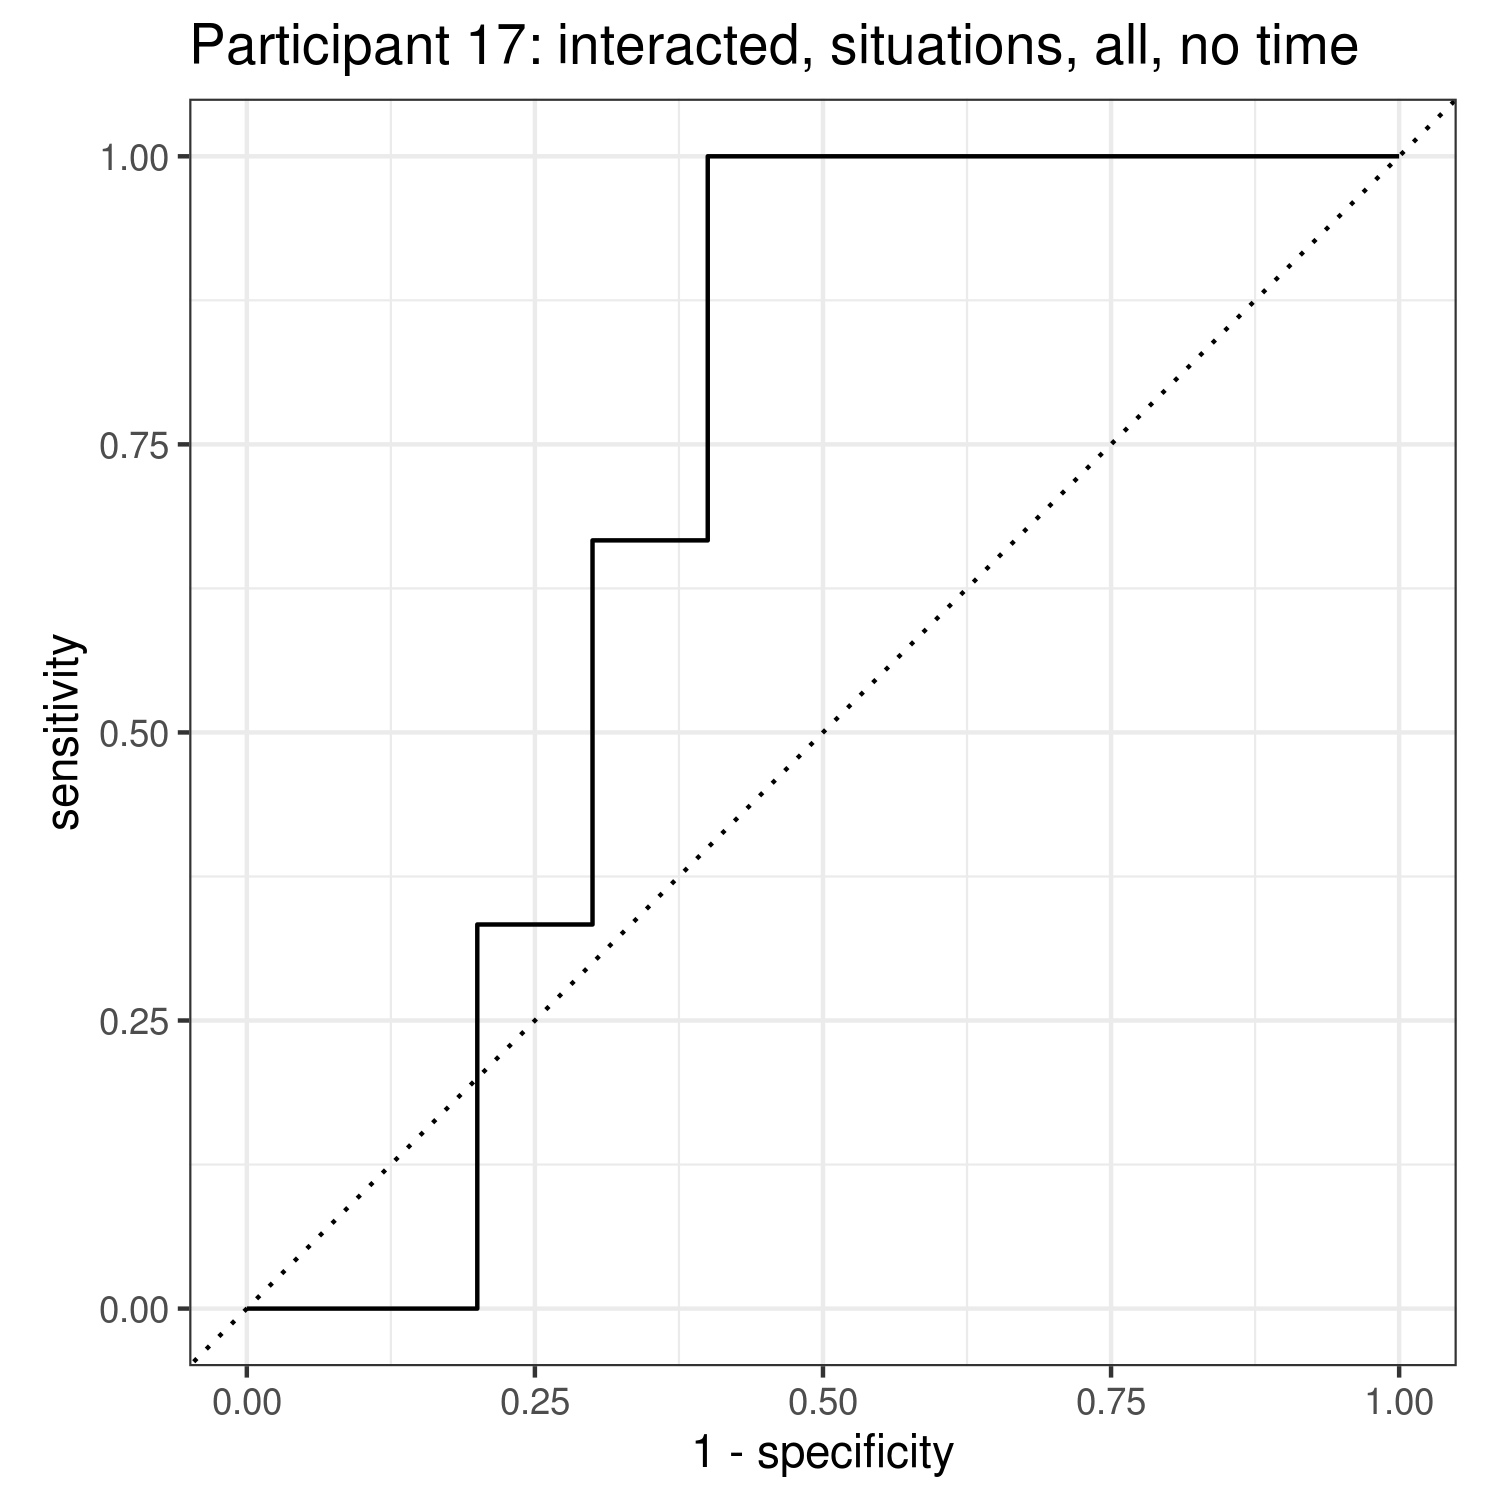 Participant 17: interacted, situations, all, no time
1.00
0.75
0.50
0.25
0.00
sensitivity
0.00 0.25 0.50 0.75 1.00
1 - specificity